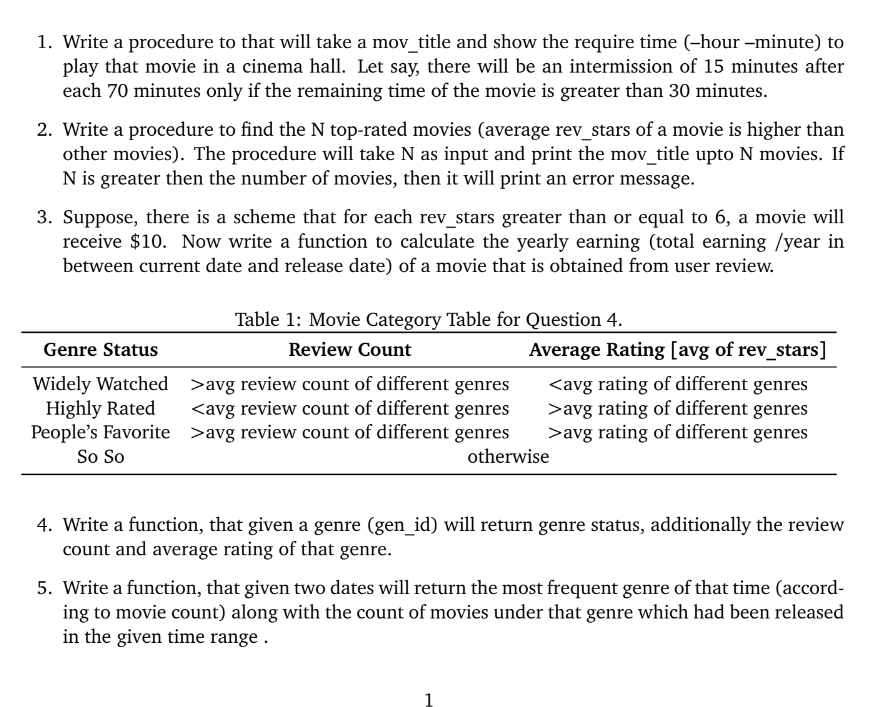 1. Write a procedure to that will take a mov_title and show the require time (–hour –minute) to
play that movie in a cinema hall. Let say, there will be an intermission of 15 minutes after
each 70 minutes only if the remaining time of the movie is greater than 30 minutes.
2. Write a procedure to find the N top-rated movies (average rev_stars of a movie is higher than
other movies). The procedure will take N as input and print the mov_title upto N movies. If
N is greater then the number of movies, then it will print an error message.
3. Suppose, there is a scheme that for each rev_stars greater than or equal to 6, a movie will
receive $10. Now write a function to calculate the yearly earning (total earning /year in
between current date and release date) of a movie that is obtained from user review.
Table 1: Movie Category Table for Question 4.
Genre Status Review Count Average Rating [avg of rev_stars]
Widely Watched >avg review count of different genres <avg rating of different genres
Highly Rated <avg review count of different genres >avg rating of different genres
People's Favorite >avg review count of different genres >avg rating of different genres
So So otherwise
4. Write a function, that given a genre (gen_id) will return genre status, additionally the review
count and average rating of that genre.
5. Write a function, that given two dates will return the most frequent genre of that time (accord-
ing to movie count) along with the count of movies under that genre which had been released
in the given time range .
1